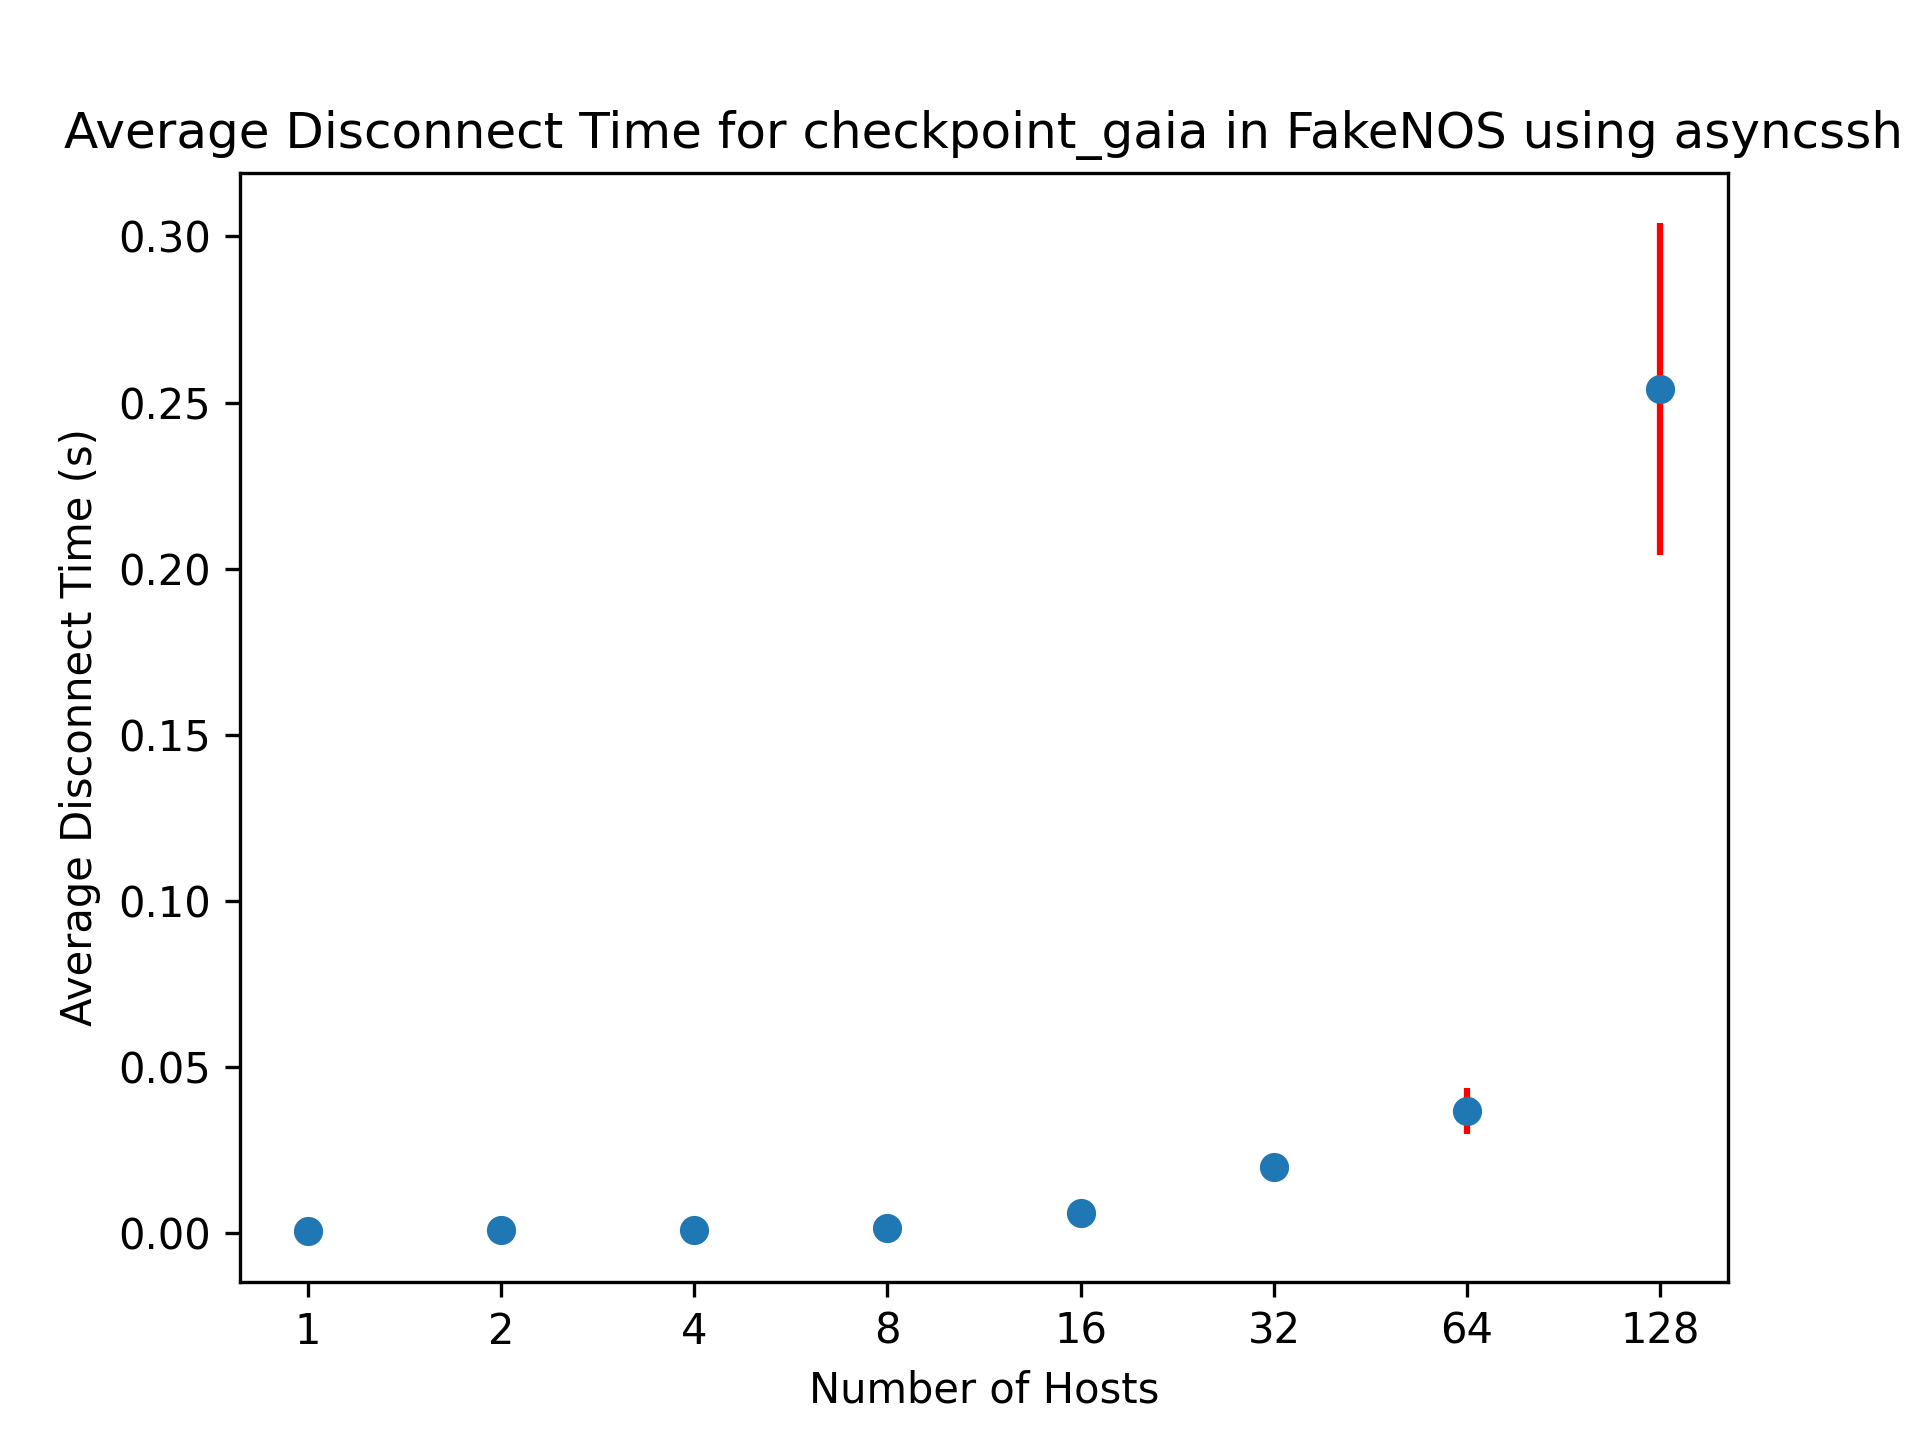 Average Disconnect Time for checkpoint_gaia in FakeNOS using asyncssh
Average Disconnect Time (s)
0.30
0.25
0.20
0.15
0.10
0.05
0.00
1 2 4 8 16 32 64 128
Number of Hosts